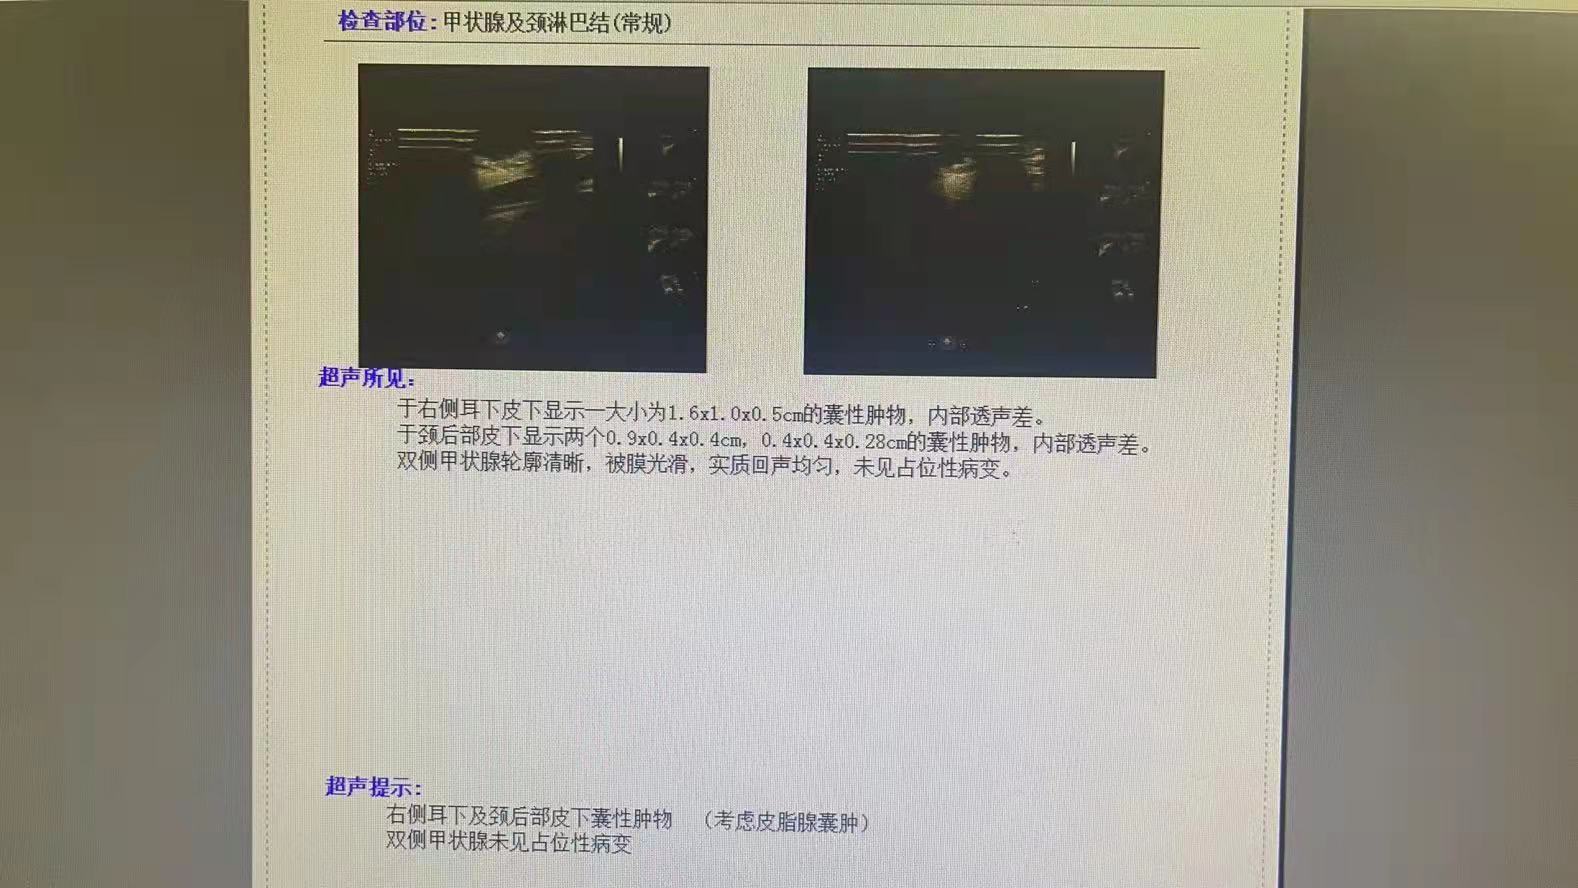 检查部位:甲状腺及颈淋巴结(常规)
超声所见:
于右侧耳下皮下显示一大小为1.6x1.0x0.5cm的囊性肿物，内部透声差。
于颈后部皮下显示两个0.9x0.4x0.4cm，0.4x0.4x0.28cm的囊性肿物，内部透声差。
双侧甲状腺轮廓清晰，被膜光滑，实质回声均匀，未见占位性病变。
超声提示:
右侧耳下及颈后部皮下囊性肿物 （考虑皮脂腺囊肿）
双侧甲状腺未见占位性病变